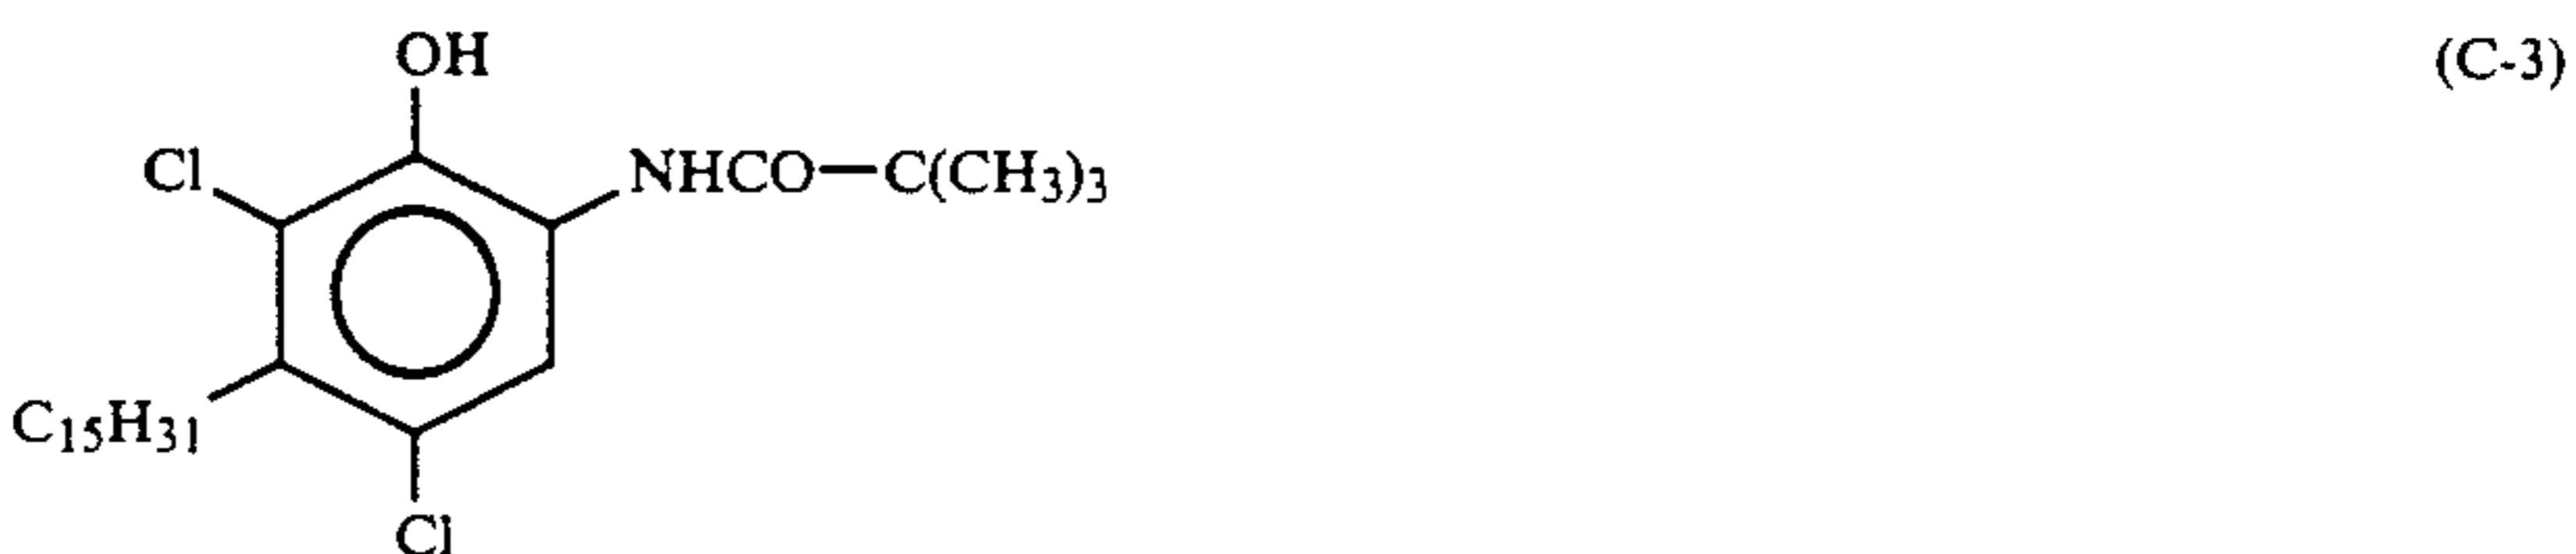 OH
(C-3)
Cl
NHCO—C(CH₃)₃
C₁₅H₃₁
Cl